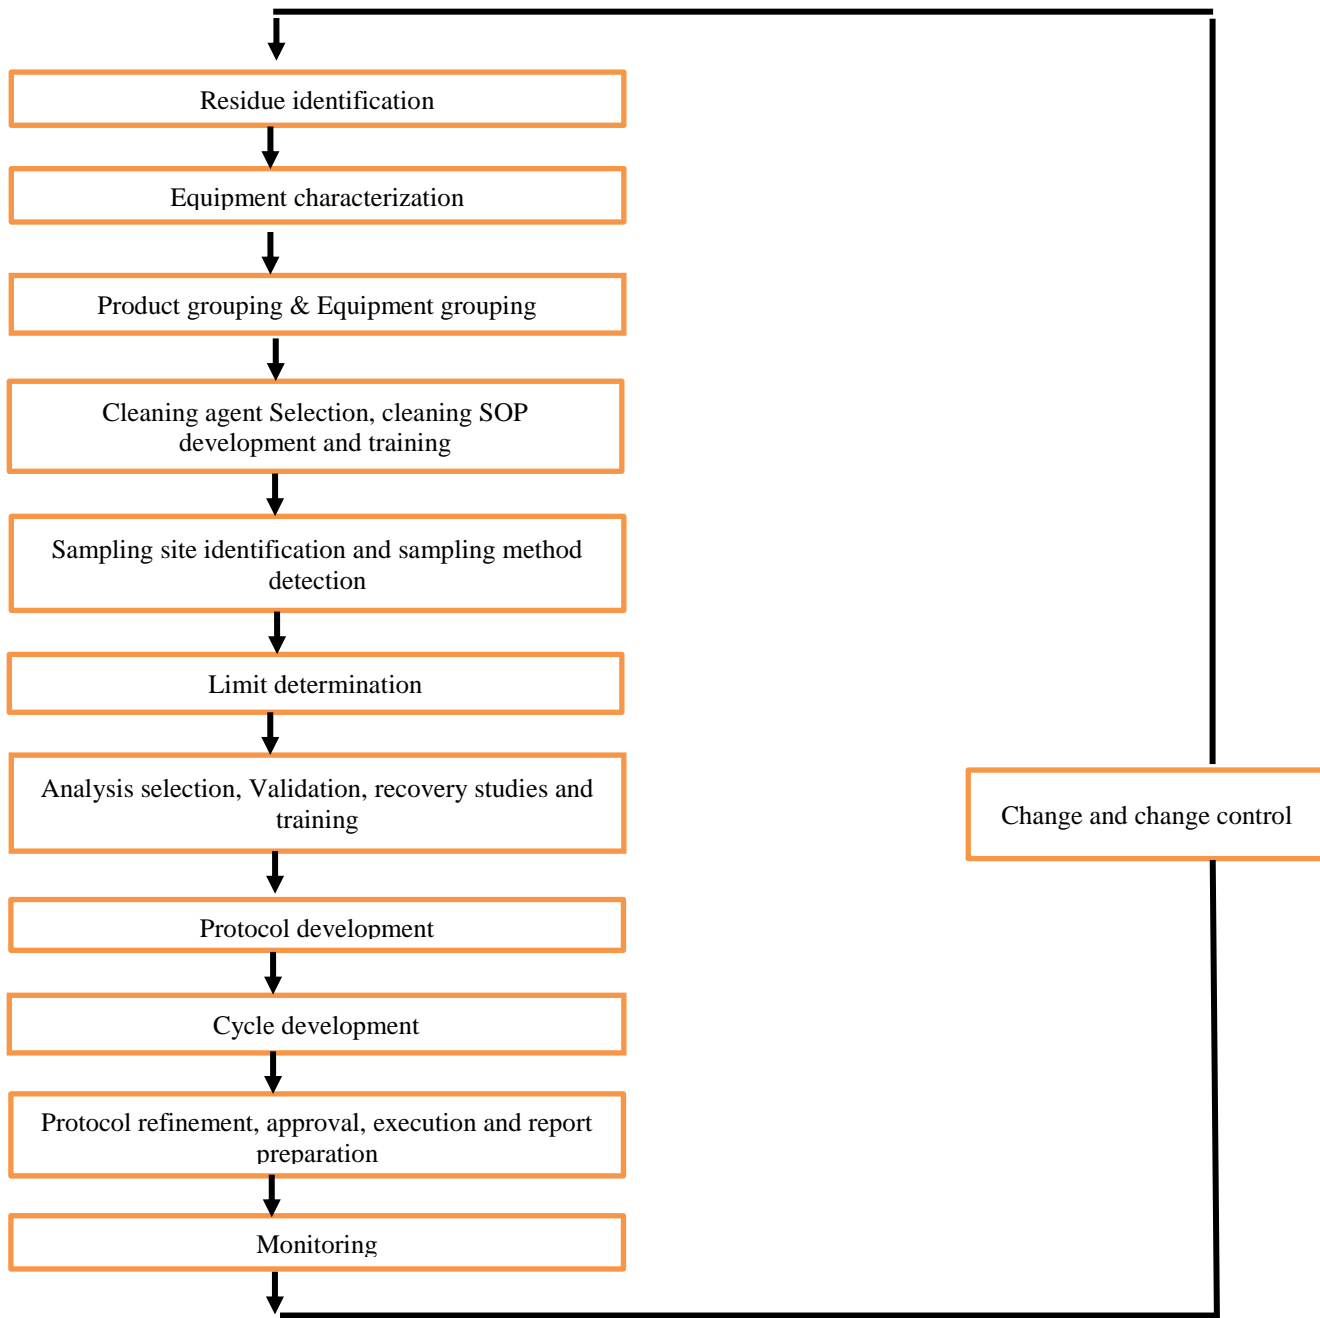 Residue identification
Equipment characterization
Product grouping & Equipment grouping
Cleaning agent Selection, cleaning SOP
development and training
Sampling site identification and sampling method
detection
Limit determination
Analysis selection, Validation, recovery studies and
training
Change and change control
Protocol development
Cycle development
Protocol refinement, approval, execution and report
preparation
Monitoring